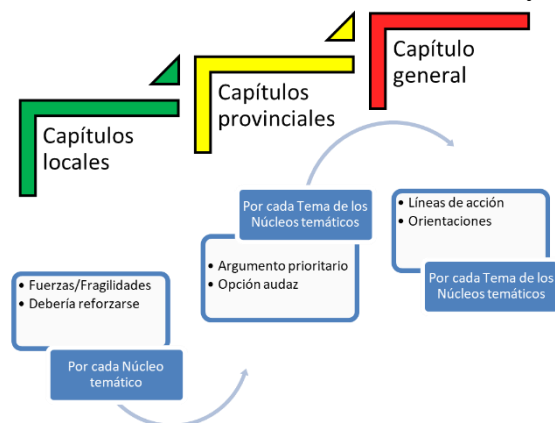 Capítulo
general
Capítulos
provinciales
Capítulos
locales
Por cada Tema de los
Núcleos temáticos
• Líneas de acción
• Orientaciones
• Argumento prioritario
• Opción audaz
Por cada Tema de los
Núcleos temáticos
• Fuerzas/Fragilidades
• Debería reforzarse
Por cada Núcleo
temático